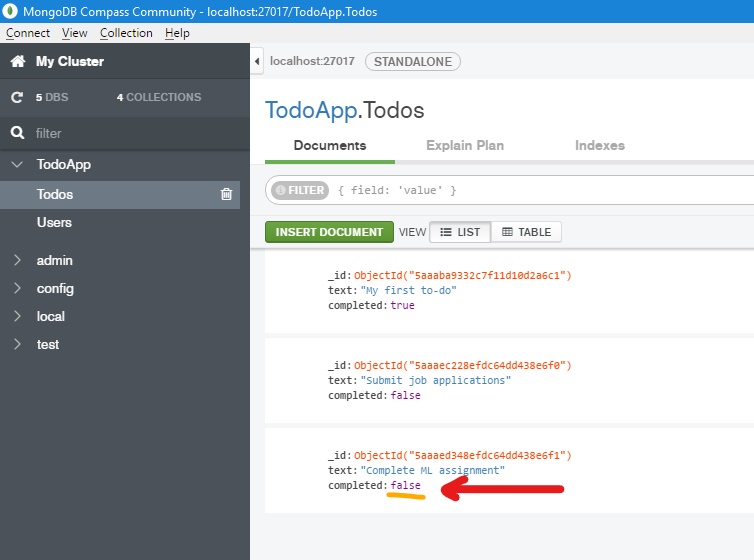 MongoDB Compass Community - localhost:27017/TodoApp.Todos
Connect View Collection Help
My Cluster
5 DBS 4 COLLECTIONS
filter
TodoApp
Todos
Users
admin
config
local
test
localhost:27017 STANDALONE
TodoApp.Todos
Documents Explain Plan Indexes
FILTER { field: 'value' }
INSERT DOCUMENT VIEW LIST TABLE
_id:ObjectId("5aaaba9332c7f11d10d2a6c1")
text:"My first to-do"
completed:true
_id:ObjectId("5aaaec228efdc64dd438e6f0")
text:"Submit job applications"
completed:false
_id:ObjectId("5aaaed348efdc64dd438e6f1")
text:"Complete ML assignment"
completed:false